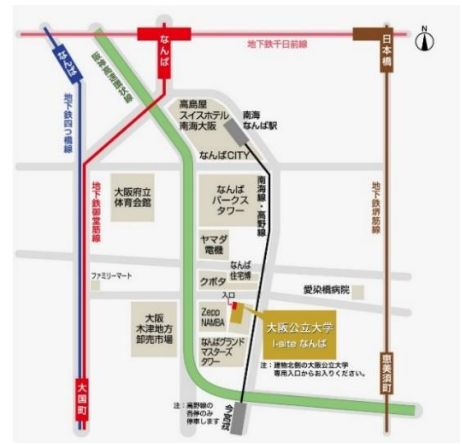 なんば
なんば
日本橋
N
地下鉄千日前線
阪神高速環状線
地下鉄四つ橋線
高島屋
スイスホテル
南海大阪
南海
なんば駅
なんばCITY
地下鉄御堂筋線
大阪府立
体育会館
なんば
パークス
タワー
南海線・高野線
地下鉄堺筋線
ヤマダ
電機
なんば
住宅博
クボタ
ファミリーマート
入口
愛染橋病院
大阪
木津地方
卸売市場
Zepp
NAMBA
大阪公立大学
I-site なんば
なんばグランド
マスターズ
タワー
注:建物北側の大阪公立大学
専用入口からお入りください。
恵美須町
大国町
注:高野線の
各停のみ
停車します
今宮戎